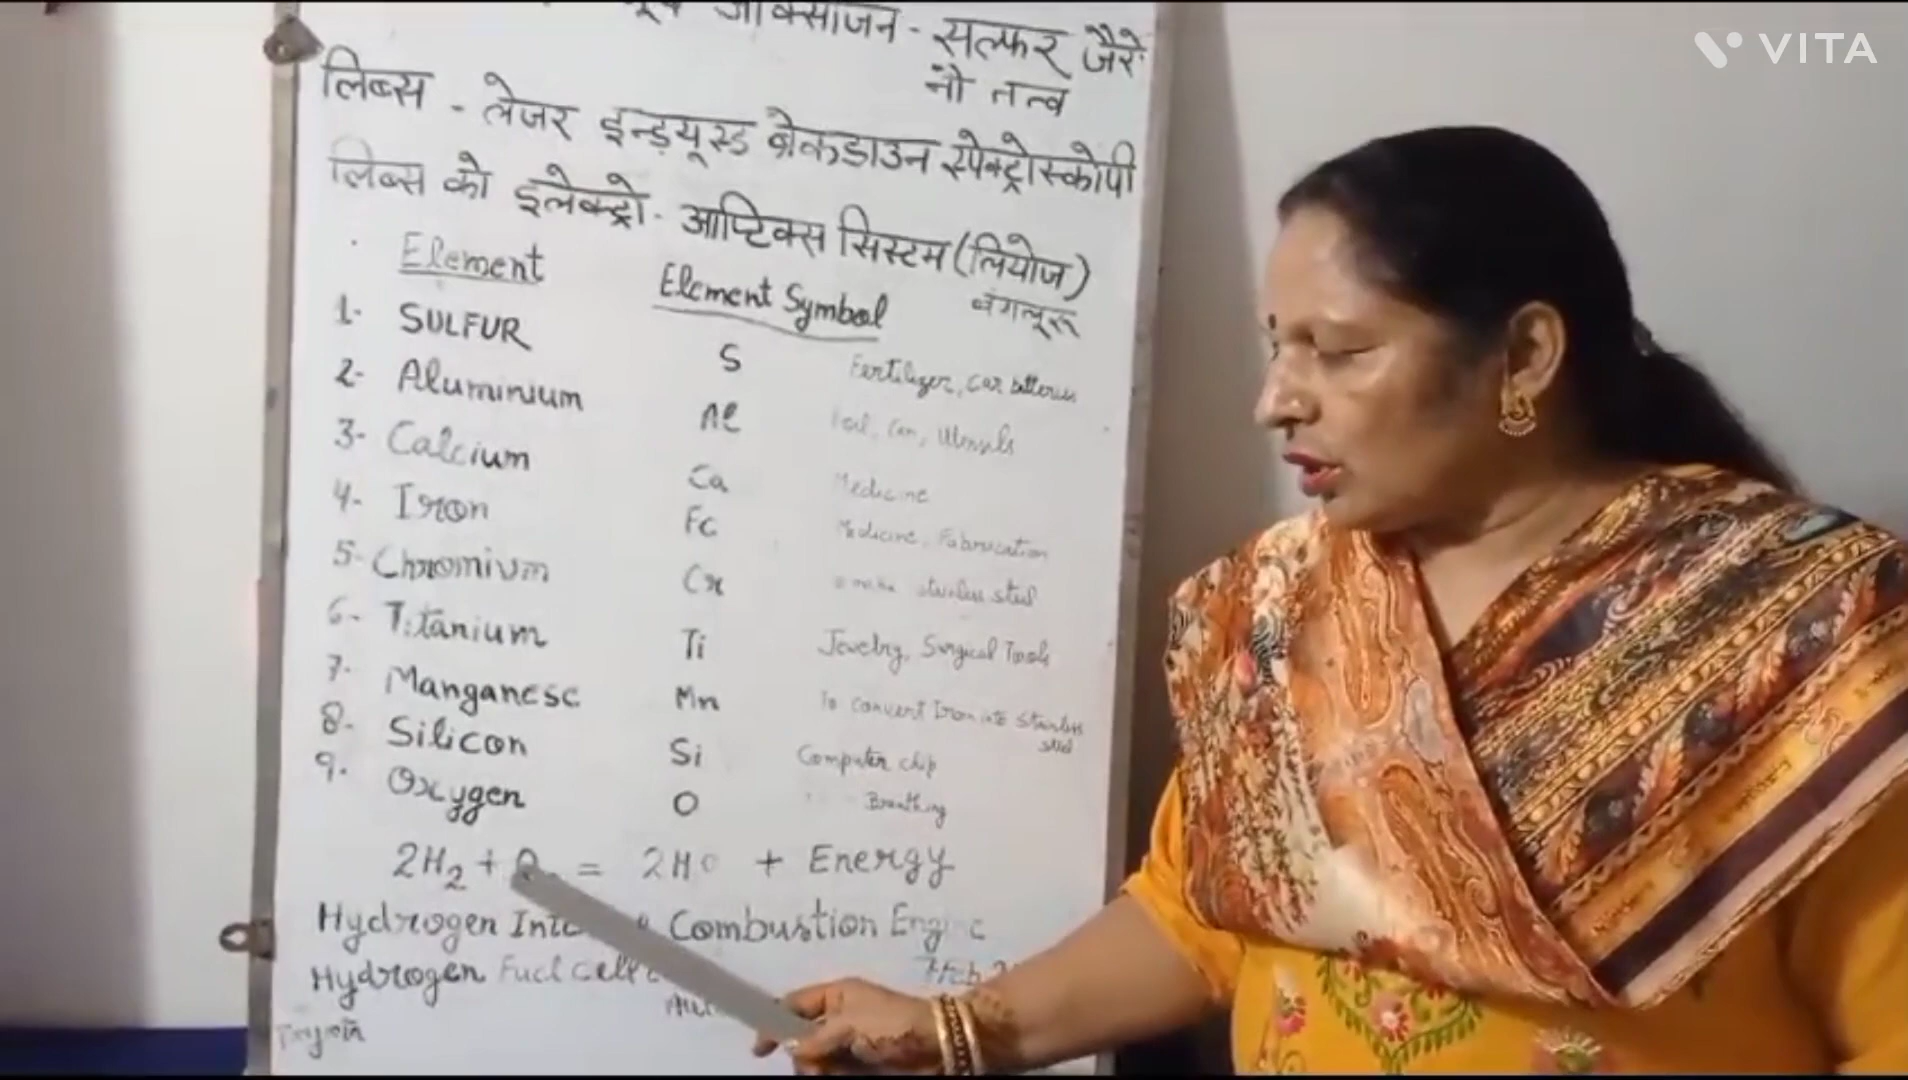 ऑक्सीजन - सल्फर जैसे
नौ तत्व
लिब्स - लेजर इन्ड्यूस्ड ब्रेकडाउन स्पेक्ट्रोस्कोपी
लिब्स को इलेक्ट्रो - आप्टिक्स सिस्टम (लियोज)
बंगलूरू
Element Element Symbol
1- SULFUR S Fertilizer, Car batteries
2- Aluminium Al Foil, Can, Utensils
3- Calcium Ca Medicine
4- Iron Fe Medicine, Fabrication
5- Chromium Cr stainless steel
6- Titanium Ti Jewelry, Surgical Tools
7- Manganese Mn To convert Iron into Stainless
steel
8- Silicon Si Computer chip
9- Oxygen O Breathing
2H2 + = 2H O + Energy
Hydrogen Combustion Engine
Hydrogen Fuel cell
VITA